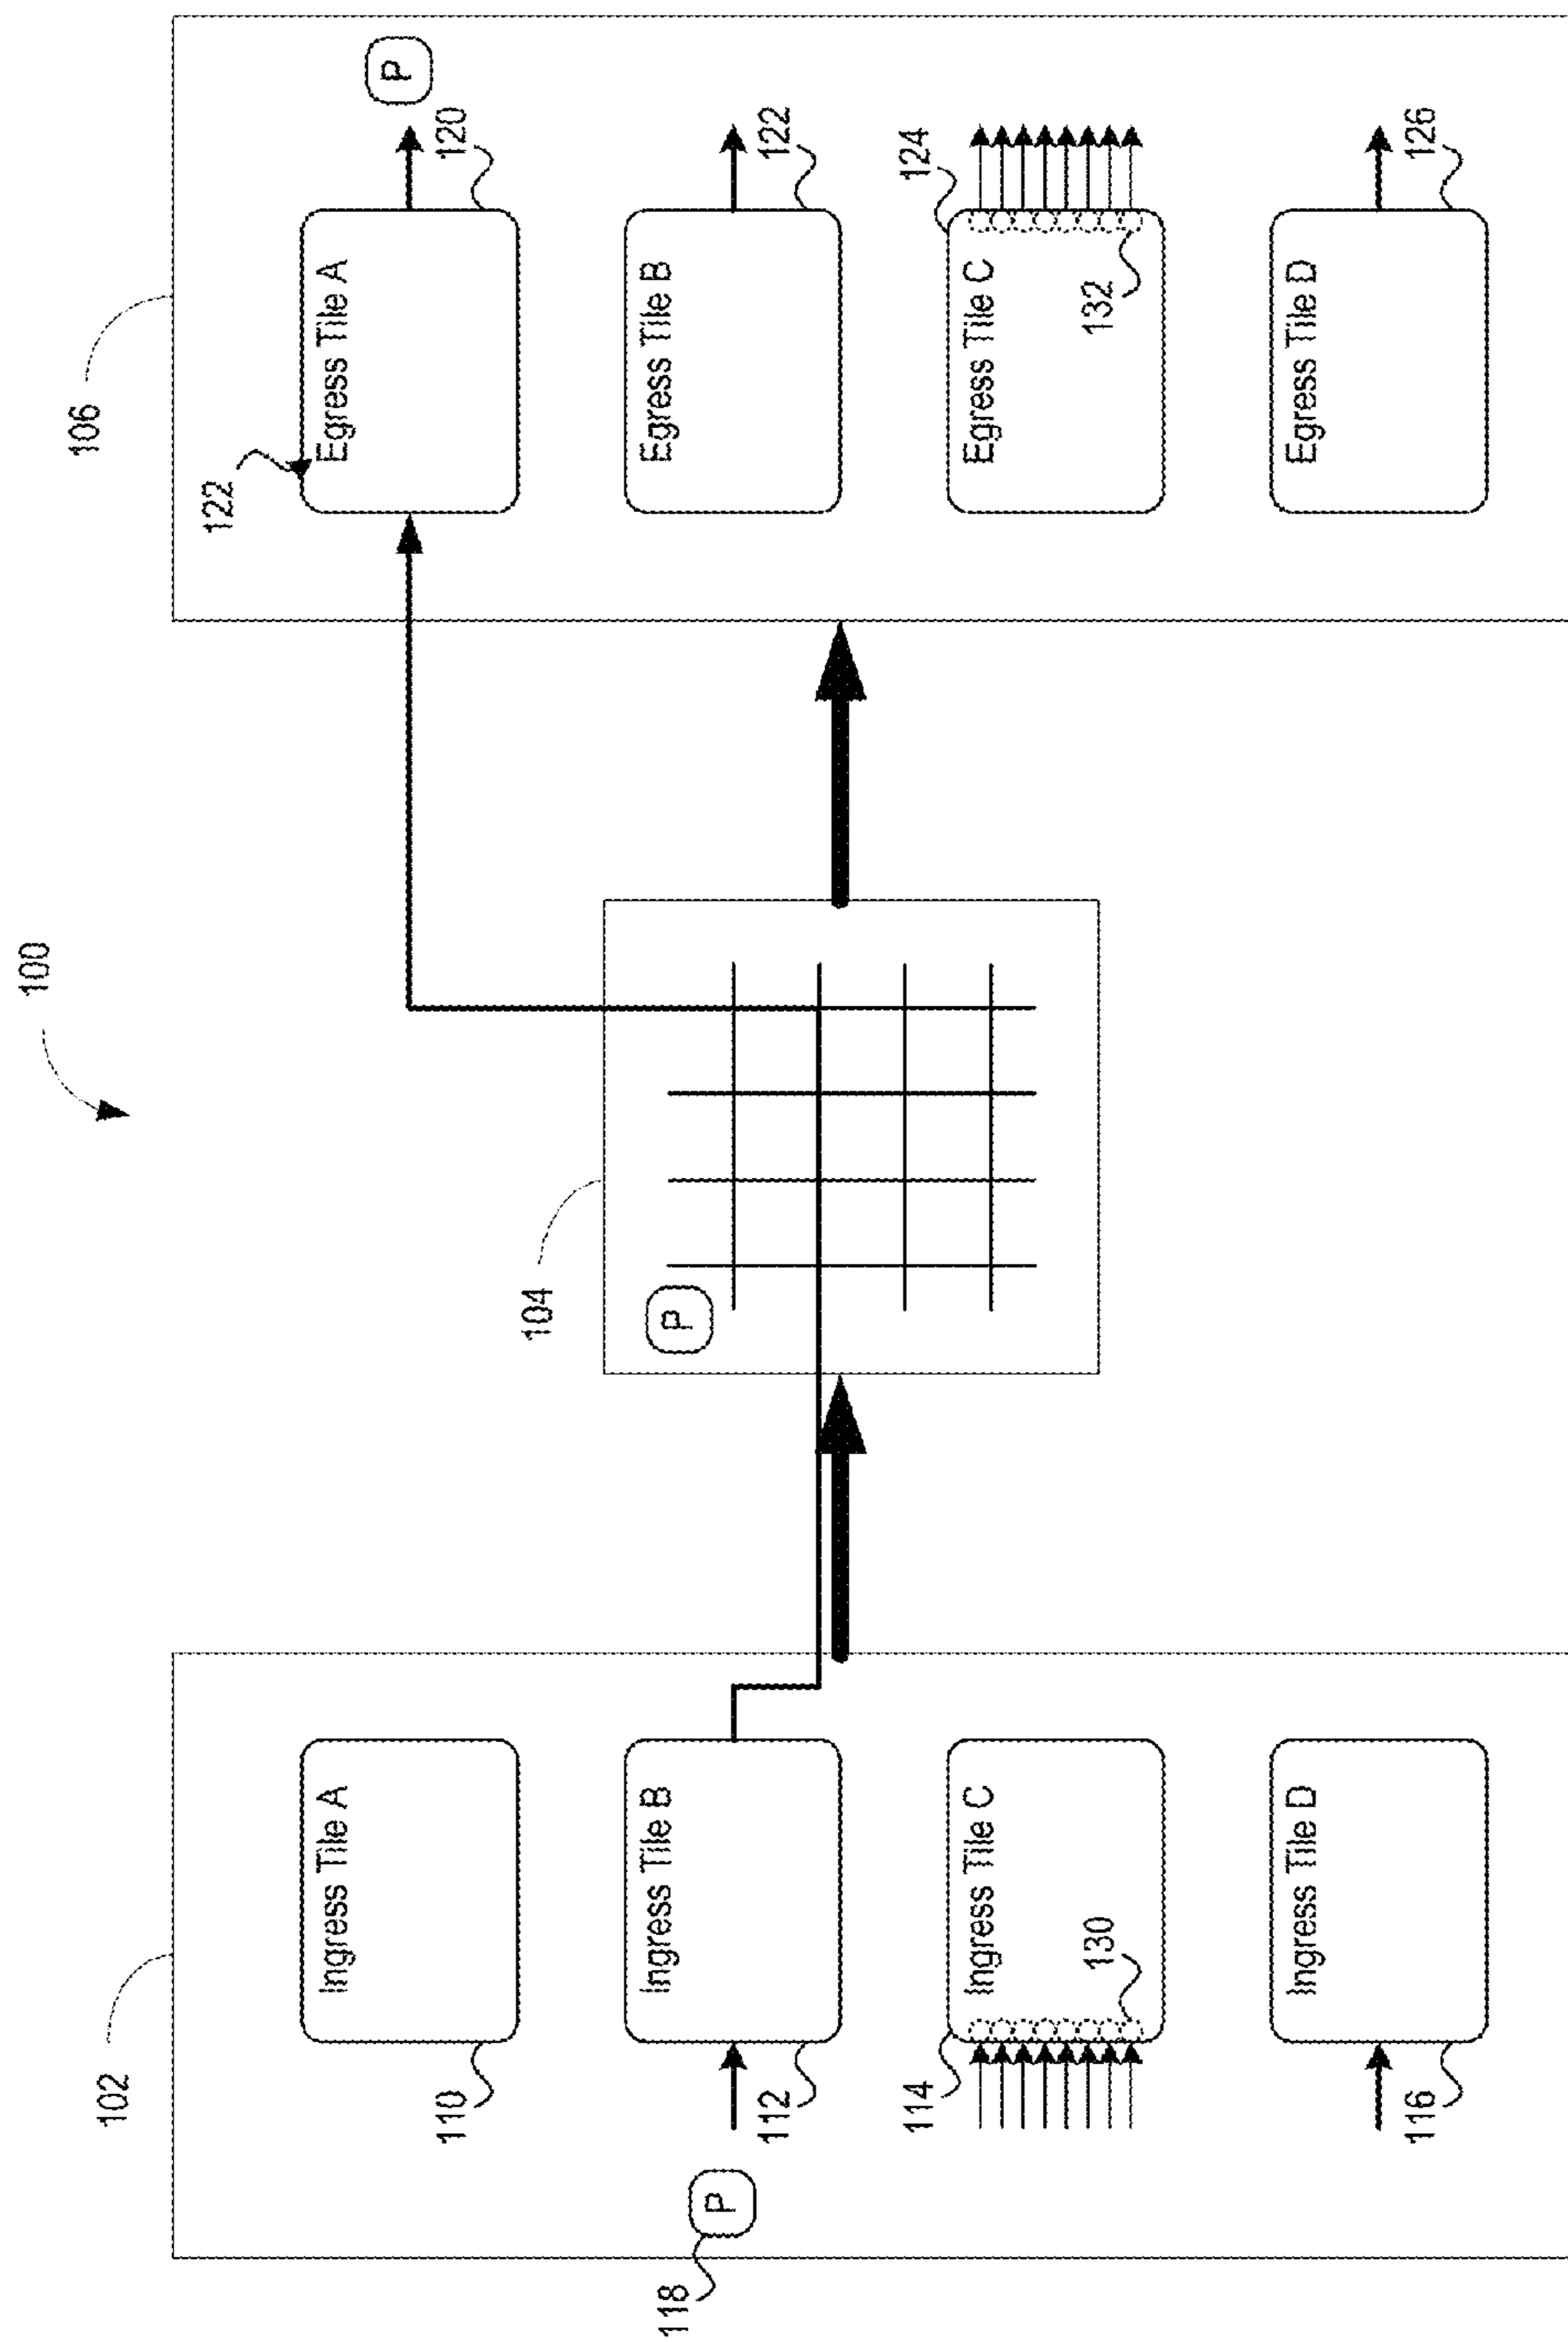 100
102
104
106
Ingress Tile A
110
Ingress Tile B
112
P
118
Ingress Tile C
114
130
Ingress Tile D
116
P
122
Egress Tile A
120
P
Egress Tile B
122
Egress Tile C
124
132
Egress Tile D
126